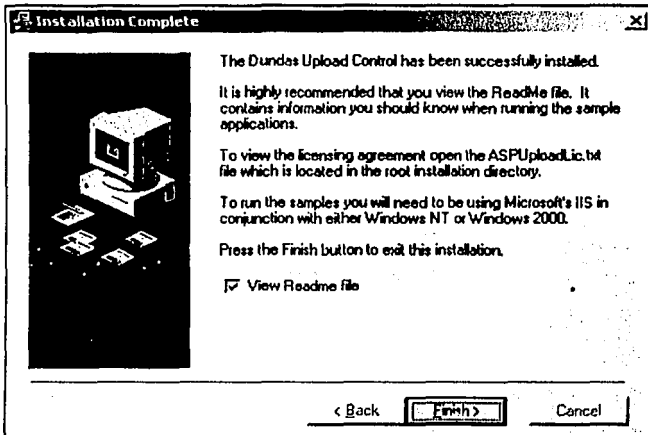 Installation Complete
The Dundas Upload Control has been successfully installed.
It is highly recommended that you view the ReadMe file. It
contains information you should know when running the sample
applications.
To view the licensing agreement open the ASPUploadLic.txt
file which is located in the root installation directory.
To run the samples you will need to be using Microsoft's IIS in
conjunction with either Windows NT or Windows 2000.
Press the Finish button to exit this installation.
View Readme file
< Back
Finish >
Cancel